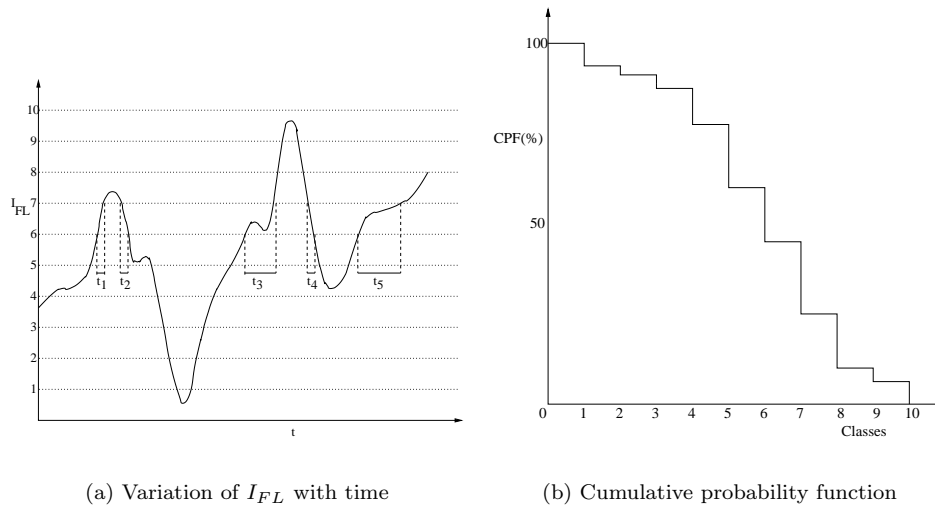 10
9
8
7
I_FL
6
5
4
3
2
1
t1
t2
t3
t4
t5
t
100
CPF(%)
50
0 1 2 3 4 5 6 7 8 9 10
Classes
(a) Variation of I_FL with time
(b) Cumulative probability function